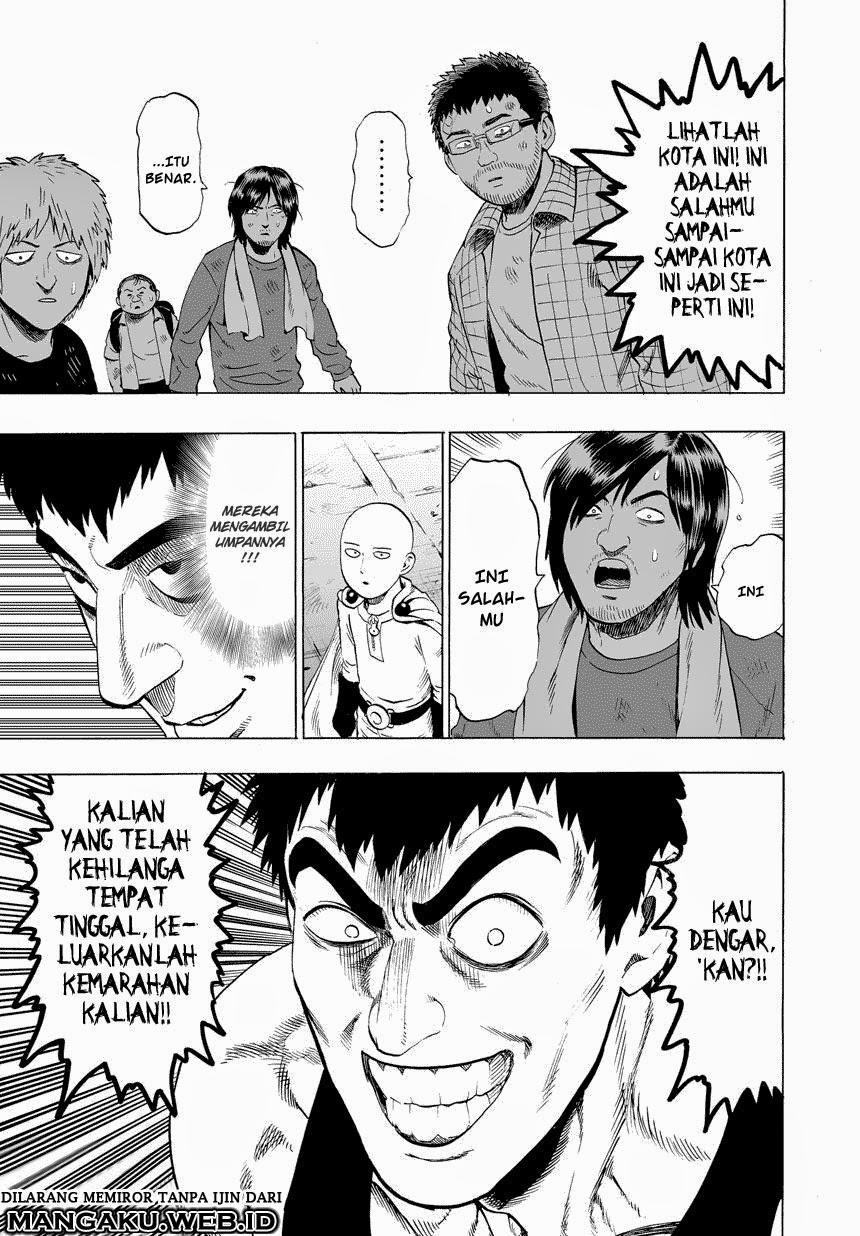 LIHATLAH
KOTA INI! INI
ADALAH
SALAHMU
SAMPAI-
SAMPAI KOTA
INI JADI SE-
PERTI INI!
.........
...ITU
BENAR.
INI
INI
SALAH-
MU
MEREKA
MENGAMBIL
UMPANNYA
!!!
KAU
DENGAR,
'KAN?!!
KALIAN
YANG TELAH
KEHILANGA
TEMPAT
TINGGAL, KE-
LUARKANLAH
KEMARAHAN
KALIAN!!
DILARANG MEMIROR TANPA IJIN DARI
MANGAKU.WEB.ID